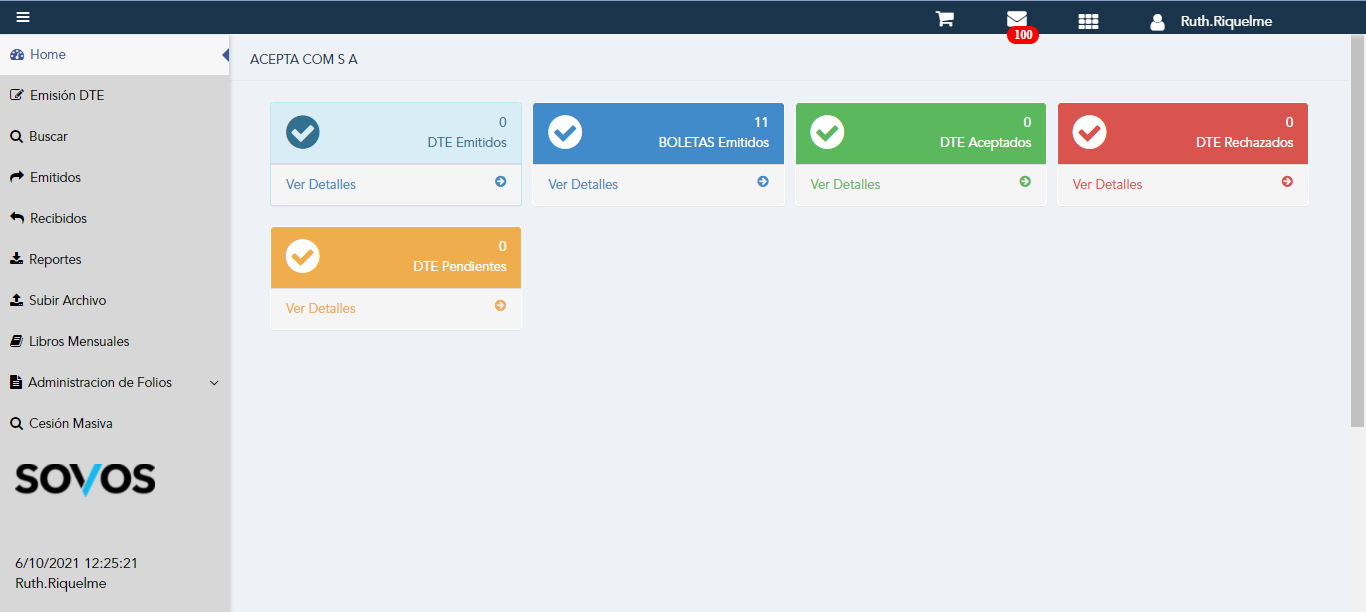 Ruth.Riquelme
100
Home
ACEPTA COM S A
Emisión DTE
Buscar
Emitidos
Recibidos
Reportes
Subir Archivo
Libros Mensuales
Administracion de Folios
Cesión Masiva
SOVOS
6/10/2021 12:25:21
Ruth.Riquelme
0
DTE Emitidos
Ver Detalles
11
BOLETAS Emitidos
Ver Detalles
0
DTE Aceptados
Ver Detalles
0
DTE Rechazados
Ver Detalles
0
DTE Pendientes
Ver Detalles